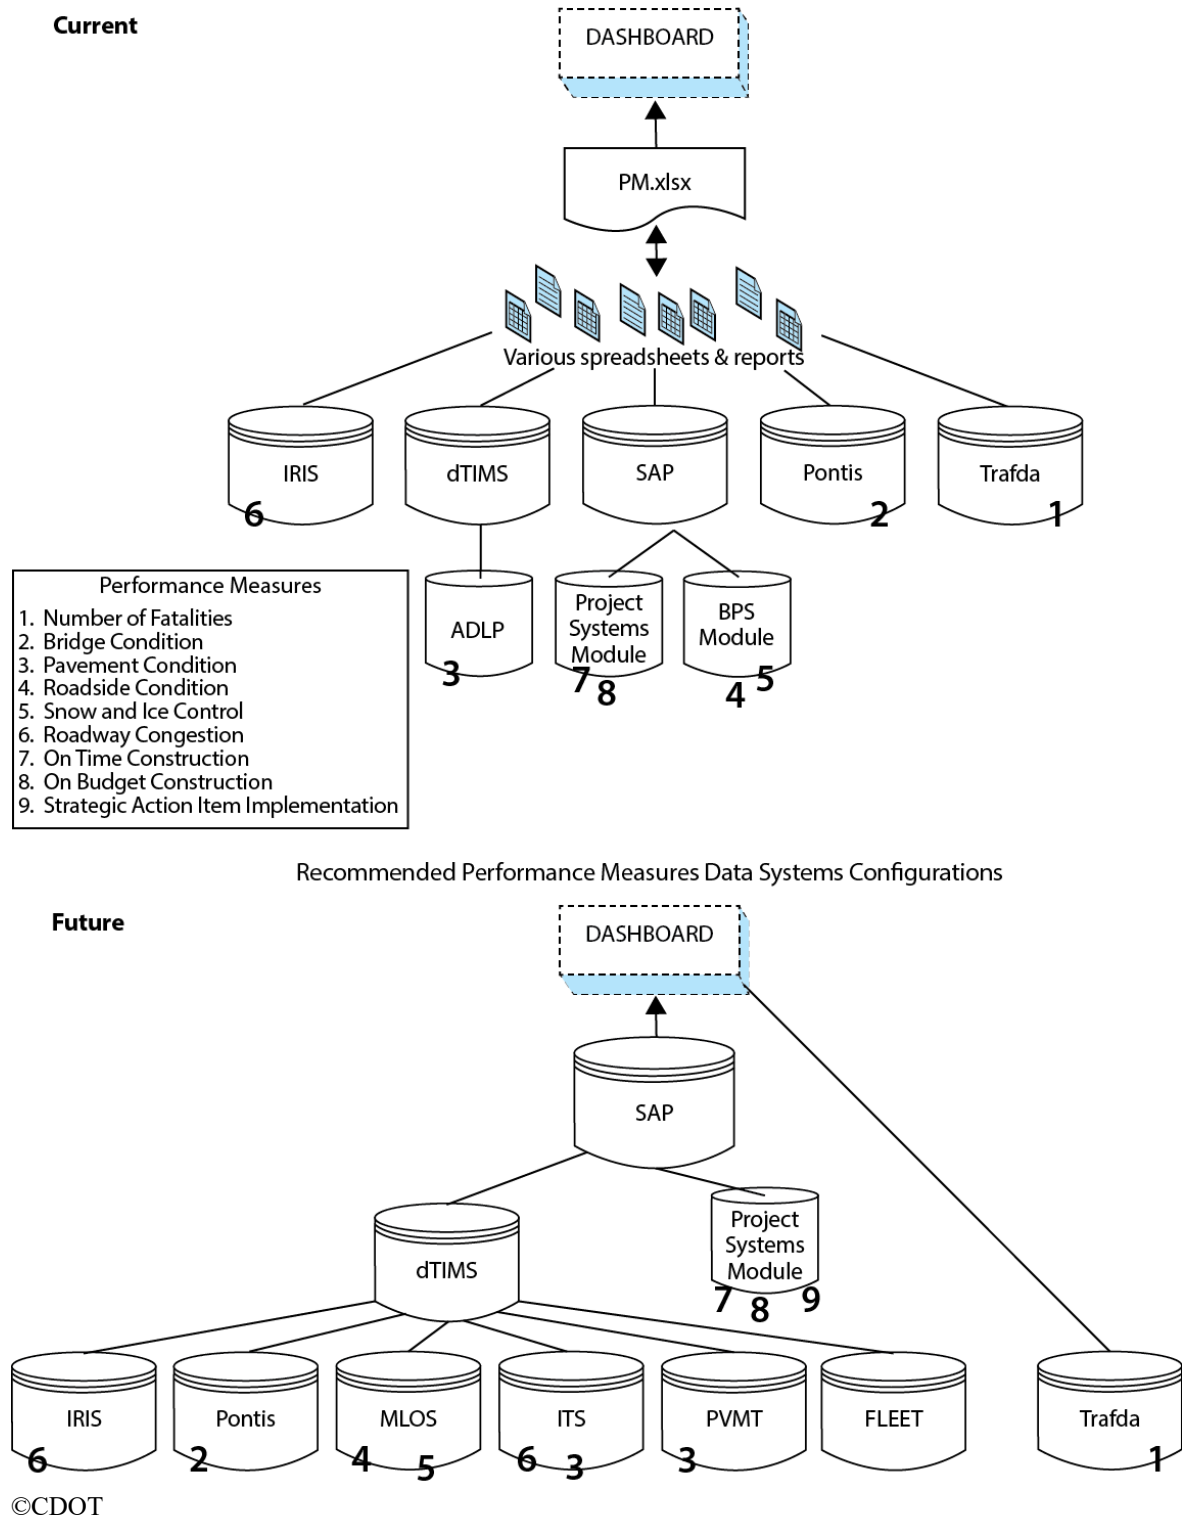 Current
DASHBOARD
PM.xlsx
Various spreadsheets & reports
IRIS
6
dTIMS
SAP
Pontis
2
Trafda
1
ADLP
3
Project
Systems
Module
7
8
BPS
Module
4
5
Performance Measures
1. Number of Fatalities
2. Bridge Condition
3. Pavement Condition
4. Roadside Condition
5. Snow and Ice Control
6. Roadway Congestion
7. On Time Construction
8. On Budget Construction
9. Strategic Action Item Implementation
Recommended Performance Measures Data Systems Configurations
Future
DASHBOARD
SAP
dTIMS
Project
Systems
Module
7
8
9
IRIS
6
Pontis
2
MLOS
4
5
ITS
6
3
PVMT
3
FLEET
Trafda
1
©CDOT